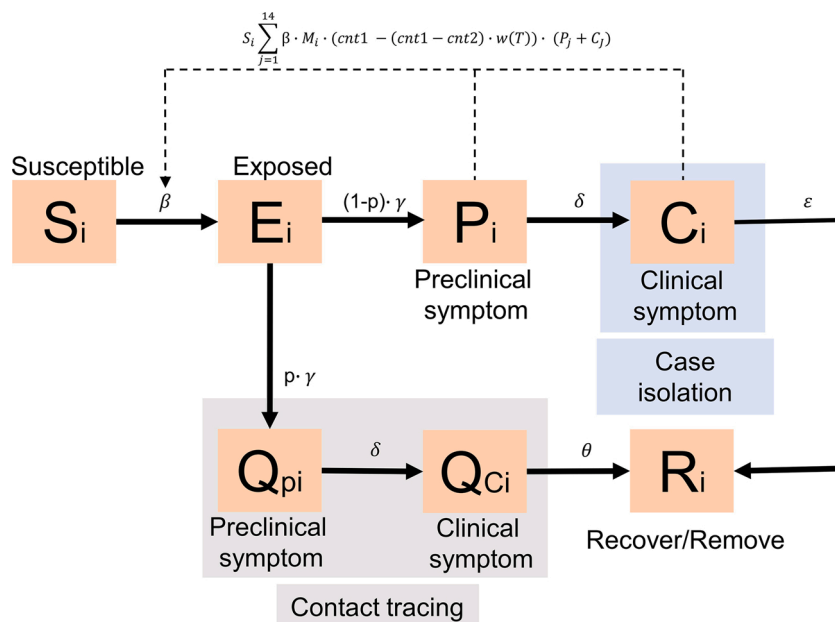 14
S_i ∑ β · M_i · (cnt1 − (cnt1 − cnt2) · w(T)) · (P_j + C_J)
j=1
Susceptible
Exposed
S_i
β
E_i
(1-p)· γ
P_i
δ
C_i
ε
Preclinical
symptom
Clinical
symptom
Case
isolation
p· γ
Q_pi
δ
Q_Ci
θ
R_i
Preclinical
symptom
Clinical
symptom
Recover/Remove
Contact tracing